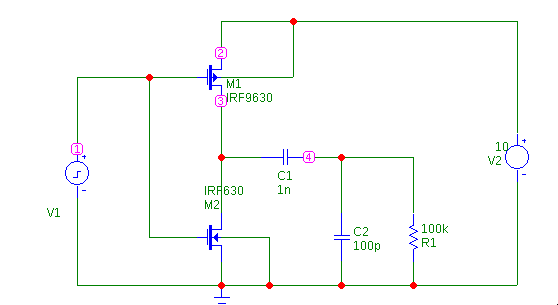 2
M1
IRF9630
3
1
+
-
V1
10
+
V2
-
4
C1
1n
IRF630
M2
C2
100p
100k
R1